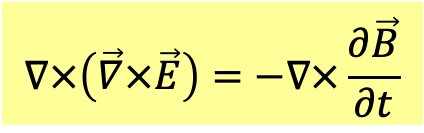 ∇×(∇⃗×E⃗) = −∇× ∂B⃗/∂t